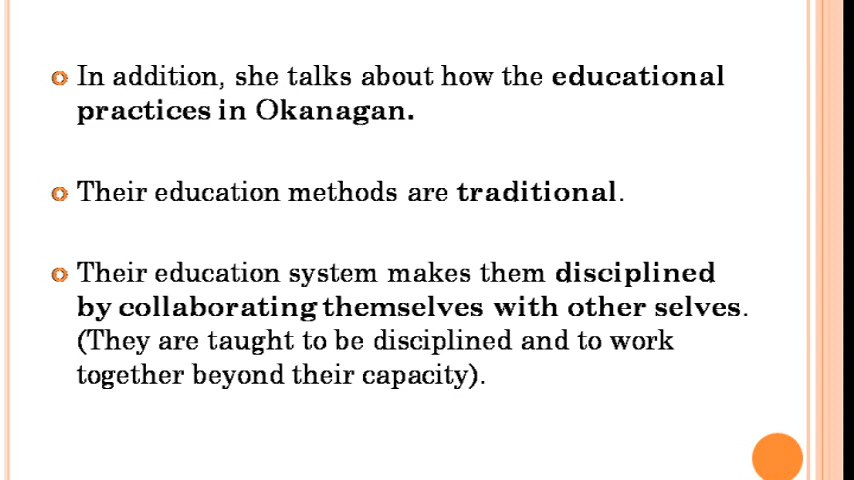 In addition, she talks about how the educational
practices in Okanagan.
Their education methods are traditional.
Their education system makes them disciplined
by collaborating themselves with other selves.
(They are taught to be disciplined and to work
together beyond their capacity).